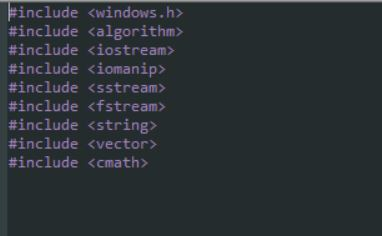 #include <windows.h>
#include <algorithm>
#include <iostream>
#include <iomanip>
#include <sstream>
#include <fstream>
#include <string>
#include <vector>
#include <cmath>